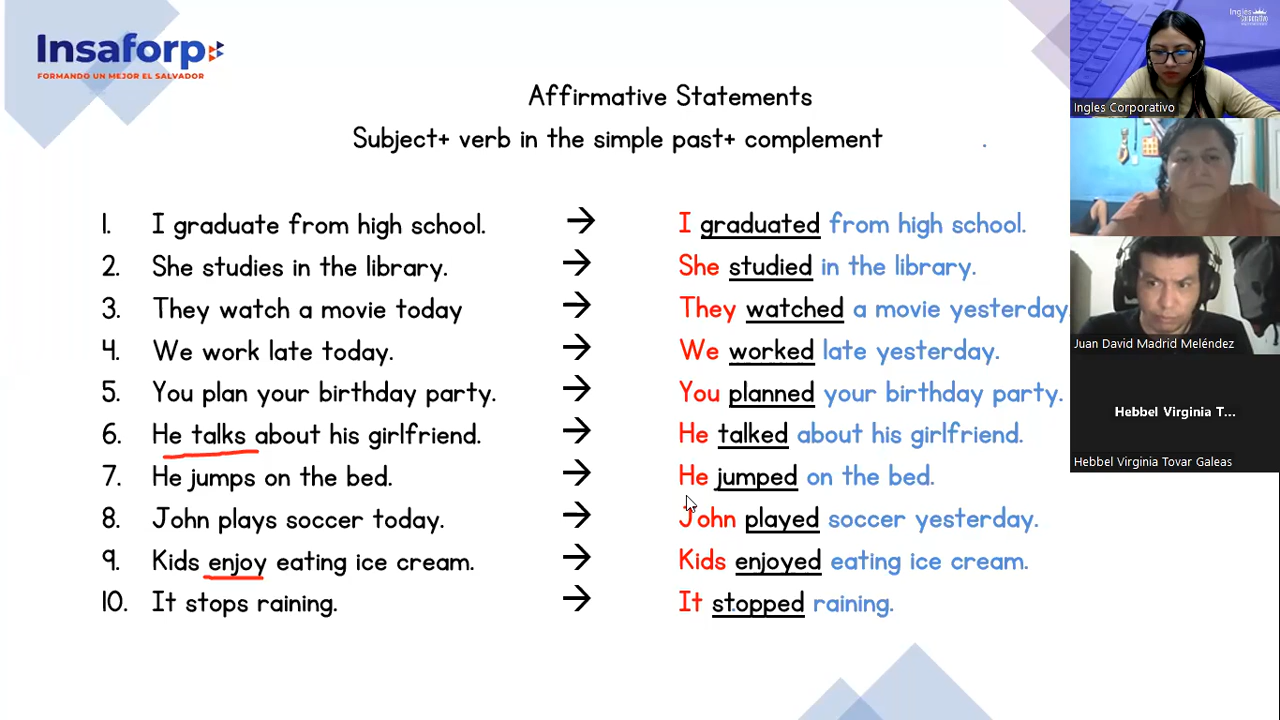 Insaforp
FORMANDO UN MEJOR EL SALVADOR
Affirmative Statements
Subject+ verb in the simple past+ complement
1. I graduate from high school. → I graduated from high school.
2. She studies in the library. → She studied in the library.
3. They watch a movie today → They watched a movie yesterday.
4. We work late today. → We worked late yesterday.
5. You plan your birthday party. → You planned your birthday party.
6. He talks about his girlfriend. → He talked about his girlfriend.
7. He jumps on the bed. → He jumped on the bed.
8. John plays soccer today. → John played soccer yesterday.
9. Kids enjoy eating ice cream. → Kids enjoyed eating ice cream.
10. It stops raining. → It stopped raining.
Ingles
Ingles Corporativo
Juan David Madrid Meléndez
Hebbel Virginia T...
Hebbel Virginia Tovar Galeas